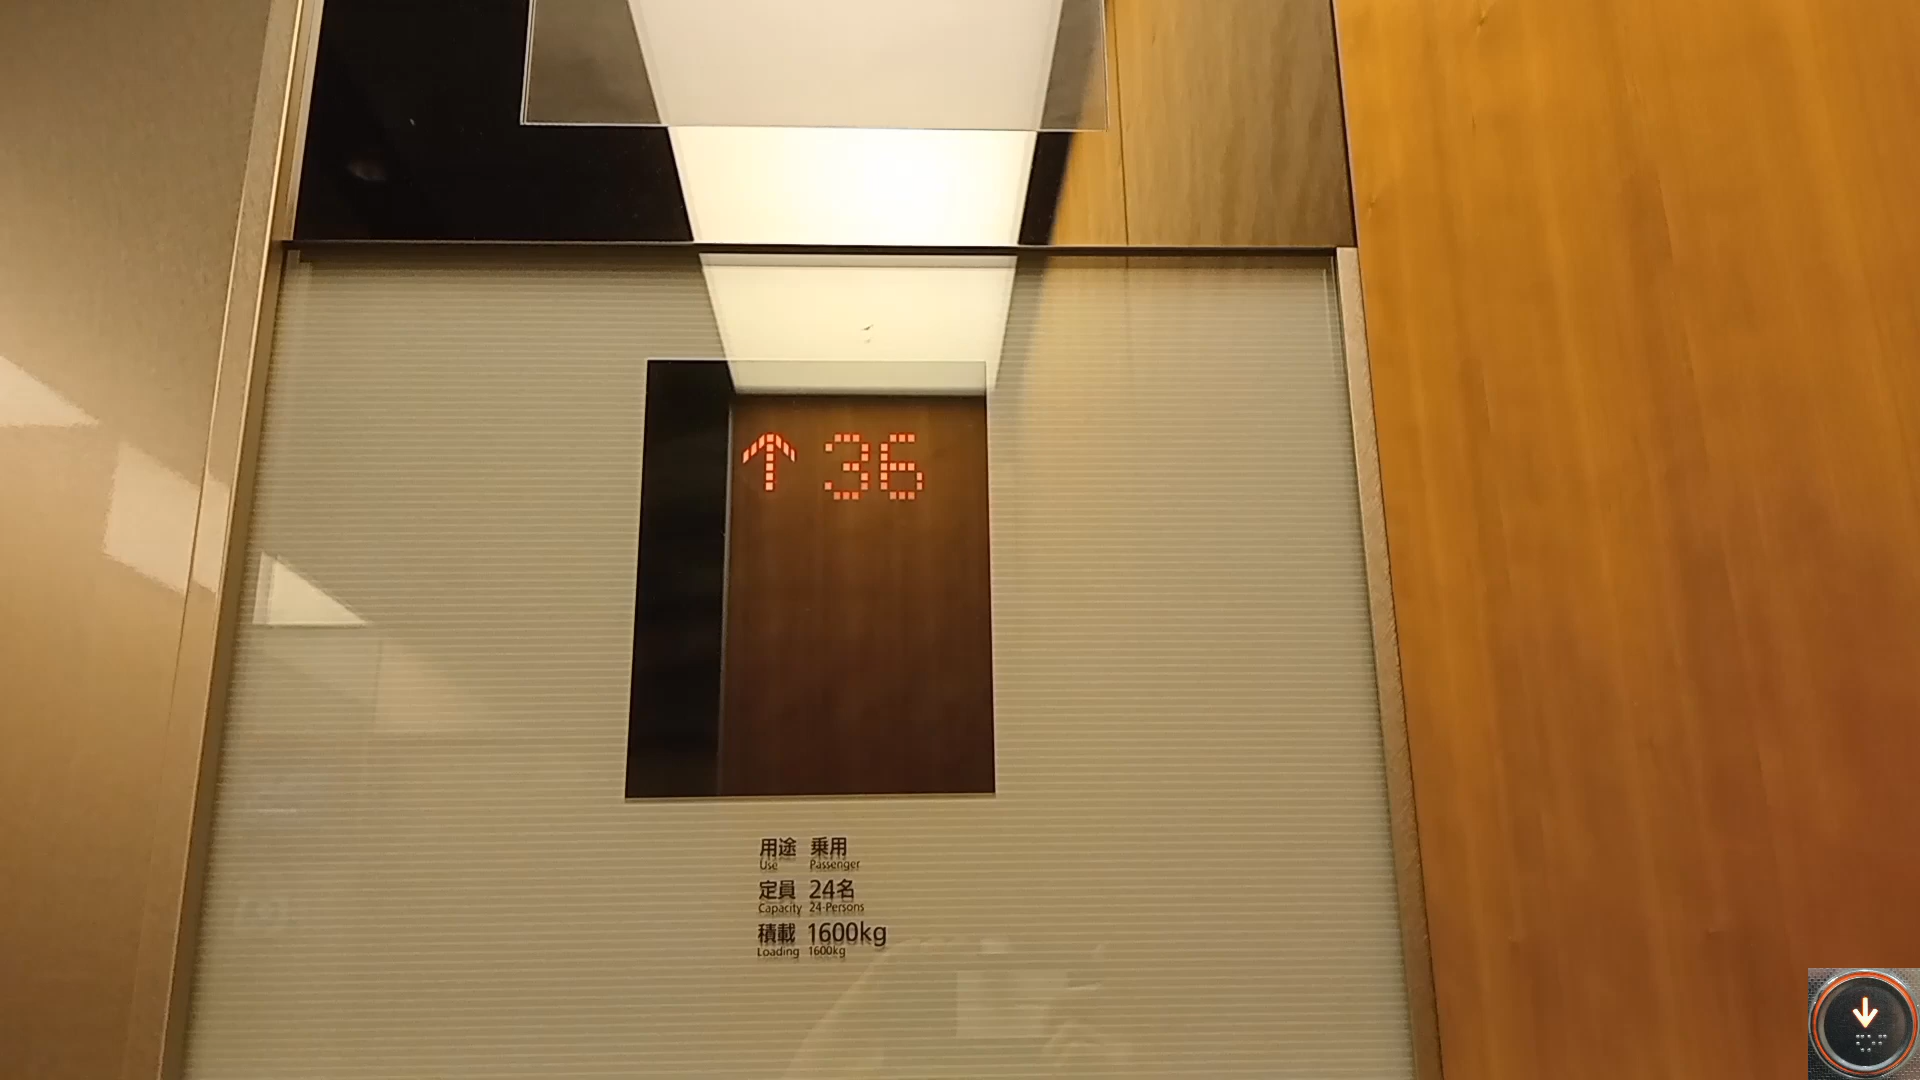 ↑ 36
用途 乗用
Use Passenger
定員 24名
Capacity 24-Persons
積載 1600kg
Loading 1600kg